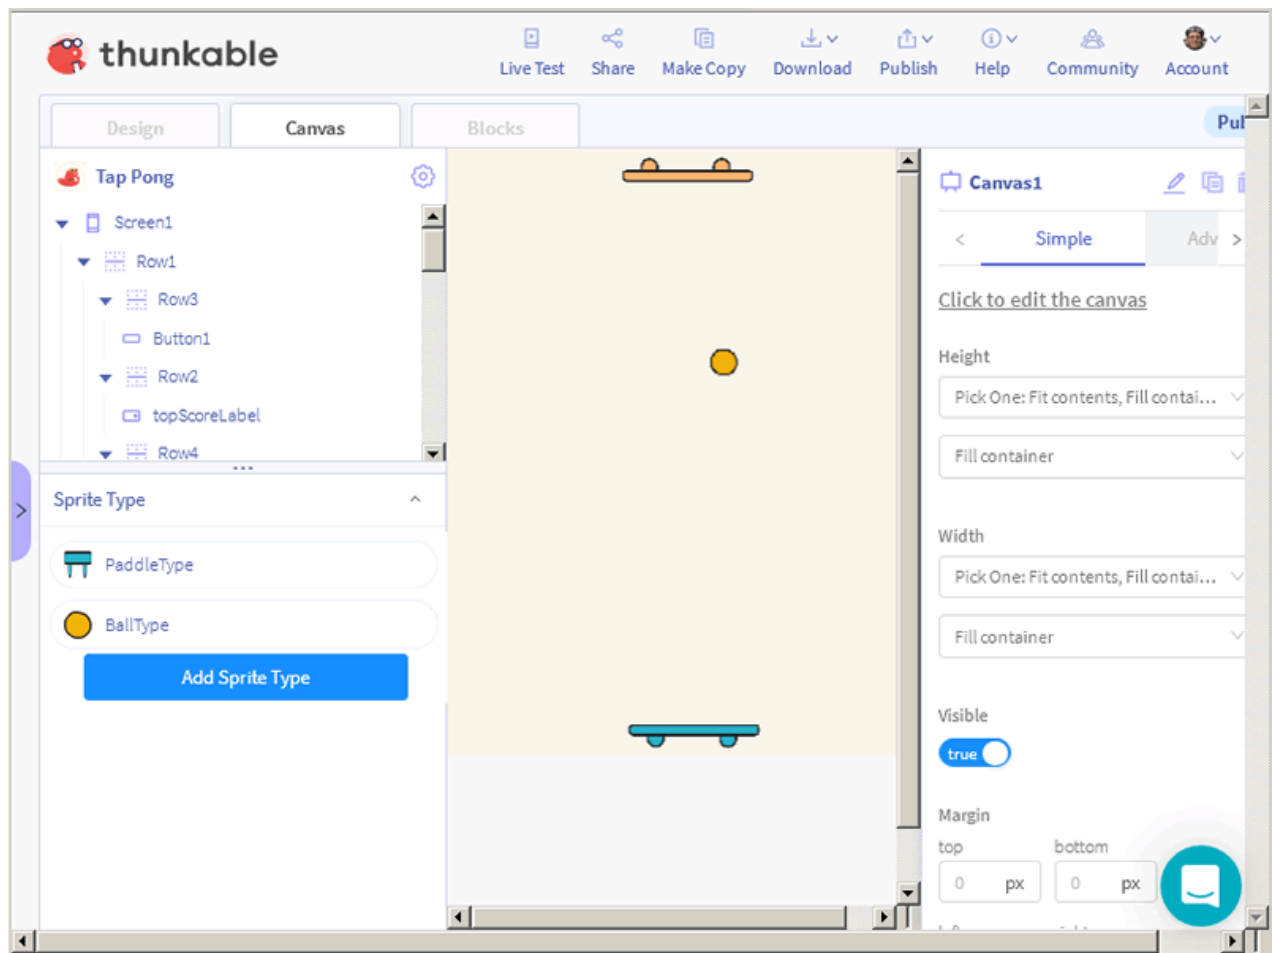 thunkable
Live Test Share Make Copy Download Publish Help Community Account
Design Canvas Blocks
Tap Pong
Screen1
Row1
Row3
Button1
Row2
topScoreLabel
Row4
Sprite Type
PaddleType
BallType
Add Sprite Type
Canvas1
Simple Adv
Click to edit the canvas
Height
Pick One: Fit contents, Fill contai...
Fill container
Width
Pick One: Fit contents, Fill contai...
Fill container
Visible
true
Margin
top bottom
0 px 0 px